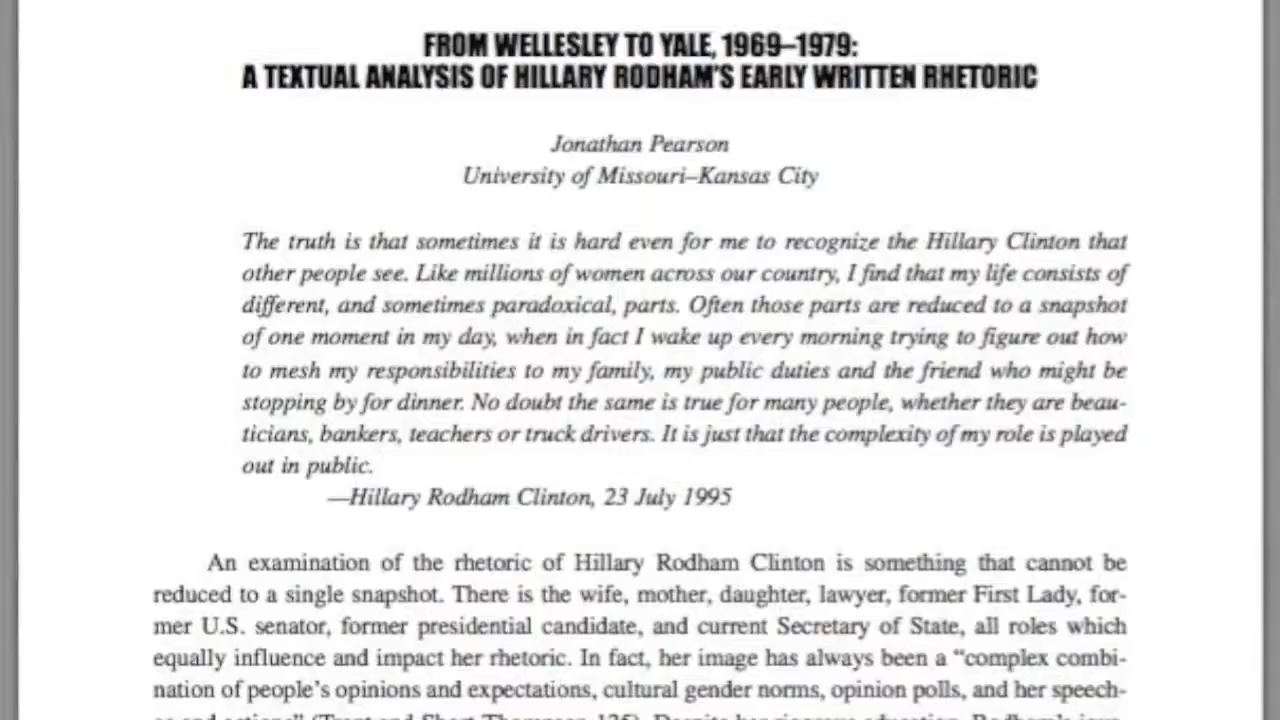 FROM WELLESLEY TO YALE, 1969–1979:
A TEXTUAL ANALYSIS OF HILLARY RODHAM'S EARLY WRITTEN RHETORIC
Jonathan Pearson
University of Missouri–Kansas City
The truth is that sometimes it is hard even for me to recognize the Hillary Clinton that
other people see. Like millions of women across our country, I find that my life consists of
different, and sometimes paradoxical, parts. Often those parts are reduced to a snapshot
of one moment in my day, when in fact I wake up every morning trying to figure out how
to mesh my responsibilities to my family, my public duties and the friend who might be
stopping by for dinner. No doubt the same is true for many people, whether they are beau-
ticians, bankers, teachers or truck drivers. It is just that the complexity of my role is played
out in public.
—Hillary Rodham Clinton, 23 July 1995
An examination of the rhetoric of Hillary Rodham Clinton is something that cannot be
reduced to a single snapshot. There is the wife, mother, daughter, lawyer, former First Lady, for-
mer U.S. senator, former presidential candidate, and current Secretary of State, all roles which
equally influence and impact her rhetoric. In fact, her image has always been a “complex combi-
nation of people’s opinions and expectations, cultural gender norms, opinion polls, and her speech-